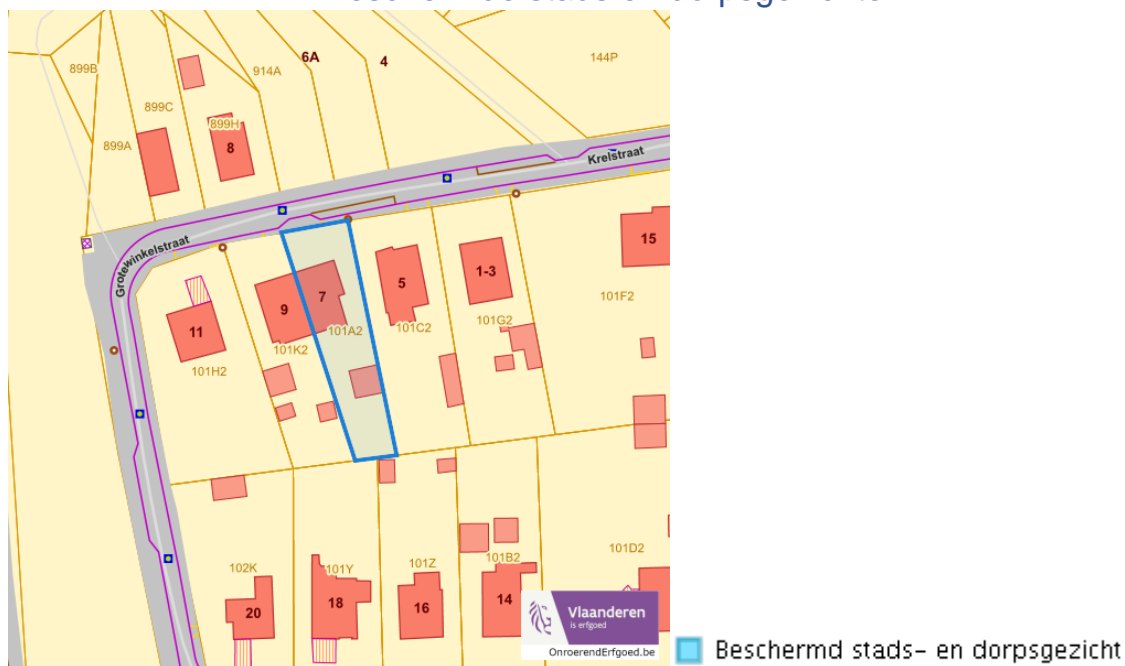 6A
4
144P
899B
914A
899C
899H
899A
8
Krelstraat
Grotewinkelstraat
15
5
1-3
7
9
11
101F2
101A2
101C2
101G2
101K2
101H2
101D2
101B2
101Z
101Y
102K
20
18
16
14
Vlaanderen
is erfgoed
OnroerendErfgoed.be
Beschermd stads- en dorpsgezicht